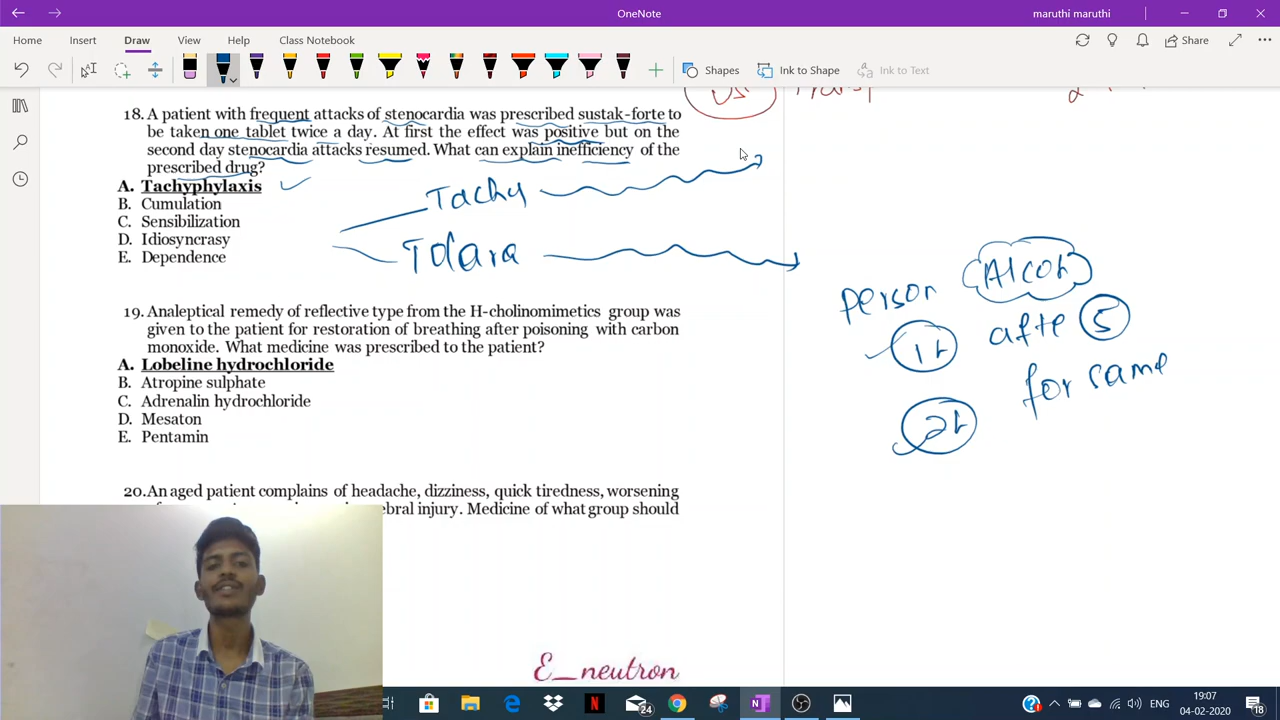 OneNote
maruthi maruthi
Home Insert Draw View Help Class Notebook
Share
Shapes Ink to Shape Ink to Text
18. A patient with frequent attacks of stenocardia was prescribed sustak-forte to
be taken one tablet twice a day. At first the effect was positive but on the
second day stenocardia attacks resumed. What can explain inefficiency of the
prescribed drug?
A. Tachyphylaxis
B. Cumulation
C. Sensibilization
D. Idiosyncrasy
E. Dependence
Tachy
person Alcoh
1t after 5
for same
2t
19. Analeptical remedy of reflective type from the H-cholinomimetics group was
given to the patient for restoration of breathing after poisoning with carbon
monoxide. What medicine was prescribed to the patient?
A. Lobeline hydrochloride
B. Atropine sulphate
C. Adrenalin hydrochloride
D. Mesaton
E. Pentamin
20. An aged patient complains of headache, dizziness, quick tiredness, worsening
injury. Medicine of what group should
E_neutron
24
ENG
19:07
04-02-2020
18